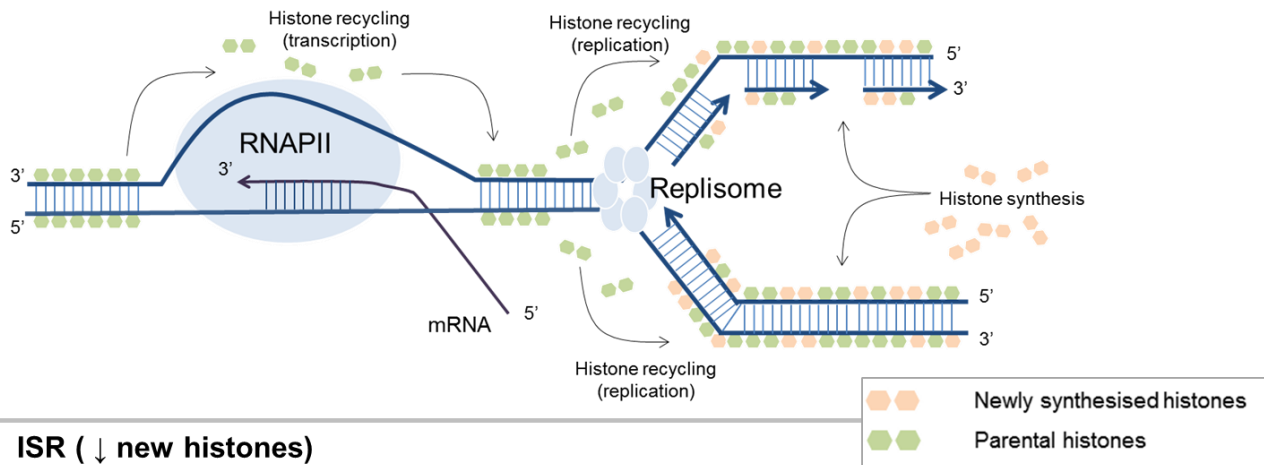 Histone recycling
(transcription)
Histone recycling
(replication)
5’
3’
RNAPII
3’
3’
5’
Replisome
Histone synthesis
mRNA
5’
5’
3’
Histone recycling
(replication)
Newly synthesised histones
Parental histones
ISR ( ↓ new histones)